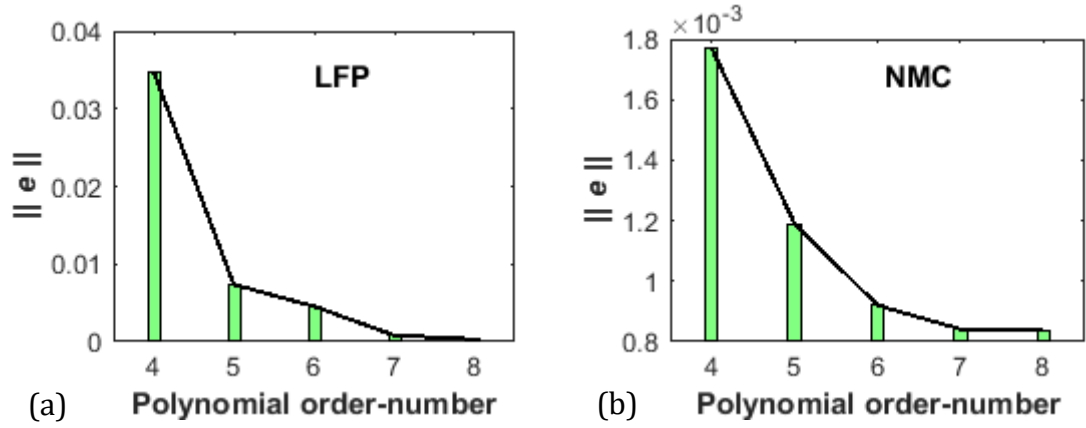 LFP
0.04
0.03
0.02
0.01
0
|| e ||
4 5 6 7 8
(a) Polynomial order-number
× 10⁻³
NMC
1.8
1.6
1.4
1.2
1
0.8
|| e ||
4 5 6 7 8
(b) Polynomial order-number